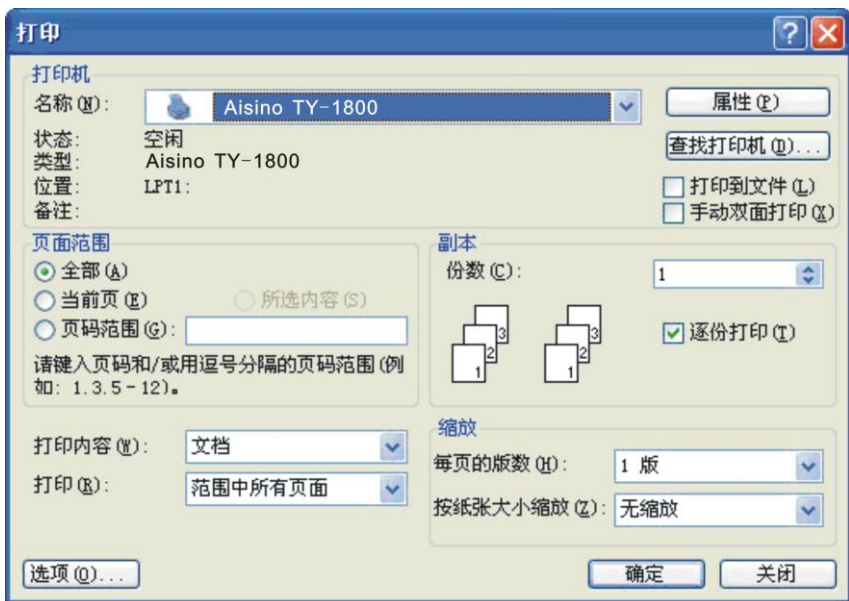 打印
打印机
名称(N): Aisino TY-1800 属性(P)
状态: 空闲 查找打印机(D)...
类型: Aisino TY-1800
位置: LPT1: 打印到文件(L)
备注: 手动双面打印(X)
页面范围
全部(A)
当前页(E) 所选内容(S)
页码范围(G):
请键入页码和/或用逗号分隔的页码范围(例
如: 1.3.5-12)。
副本
份数(C): 1
1 2 3 1 2 3
逐份打印(T)
打印内容(W): 文档
打印(R): 范围中所有页面
缩放
每页的版数(H): 1 版
按纸张大小缩放(Z): 无缩放
选项(O)... 确定 关闭